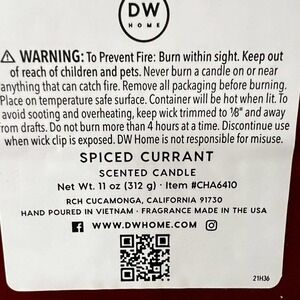 DW
HOME
⚠ WARNING: To Prevent Fire: Burn within sight. Keep out
of reach of children and pets. Never burn a candle on or near
anything that can catch fire. Remove all packaging before burning.
Place on temperature safe surface. Container will be hot when lit. To
avoid sooting and overheating, keep wick trimmed to ⅛" and away
from drafts. Do not burn more than 4 hours at a time. Discontinue use
when wick clip is exposed. DW Home is not responsible for misuse.
SPICED CURRANT
SCENTED CANDLE
Net Wt. 11 oz (312 g) · Item #CHA6410
RCH CUCAMONGA, CALIFORNIA 91730
HAND POURED IN VIETNAM · FRAGRANCE MADE IN THE USA
WWW.DWHOME.COM
21H36